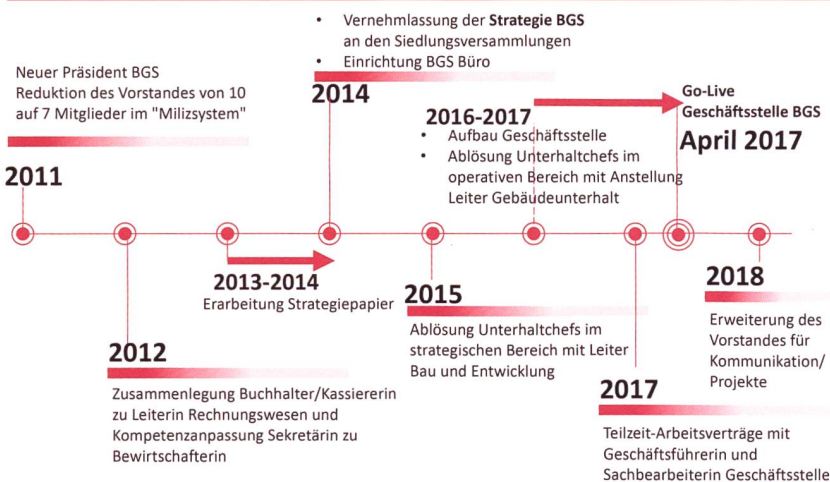 Neuer Präsident BGS
Reduktion des Vorstandes von 10
auf 7 Mitglieder im "Milizsystem"
2011
2012
Zusammenlegung Buchhalter/Kassiererin
zu Leiterin Rechnungswesen und
Kompetenzanpassung Sekretärin zu
Bewirtschafterin
2013-2014
Erarbeitung Strategiepapier
• Vernehmlassung der Strategie BGS
an den Siedlungsversammlungen
• Einrichtung BGS Büro
2014
2015
Ablösung Unterhaltchefs im
strategischen Bereich mit Leiter
Bau und Entwicklung
2016-2017
• Aufbau Geschäftsstelle
• Ablösung Unterhaltchefs im
operativen Bereich mit Anstellung
Leiter Gebäudeunterhalt
2017
Teilzeit-Arbeitsverträge mit
Geschäftsführerin und
Sachbearbeiterin Geschäftsstelle
Go-Live
Geschäftsstelle BGS
April 2017
2018
Erweiterung des
Vorstandes für
Kommunikation/
Projekte